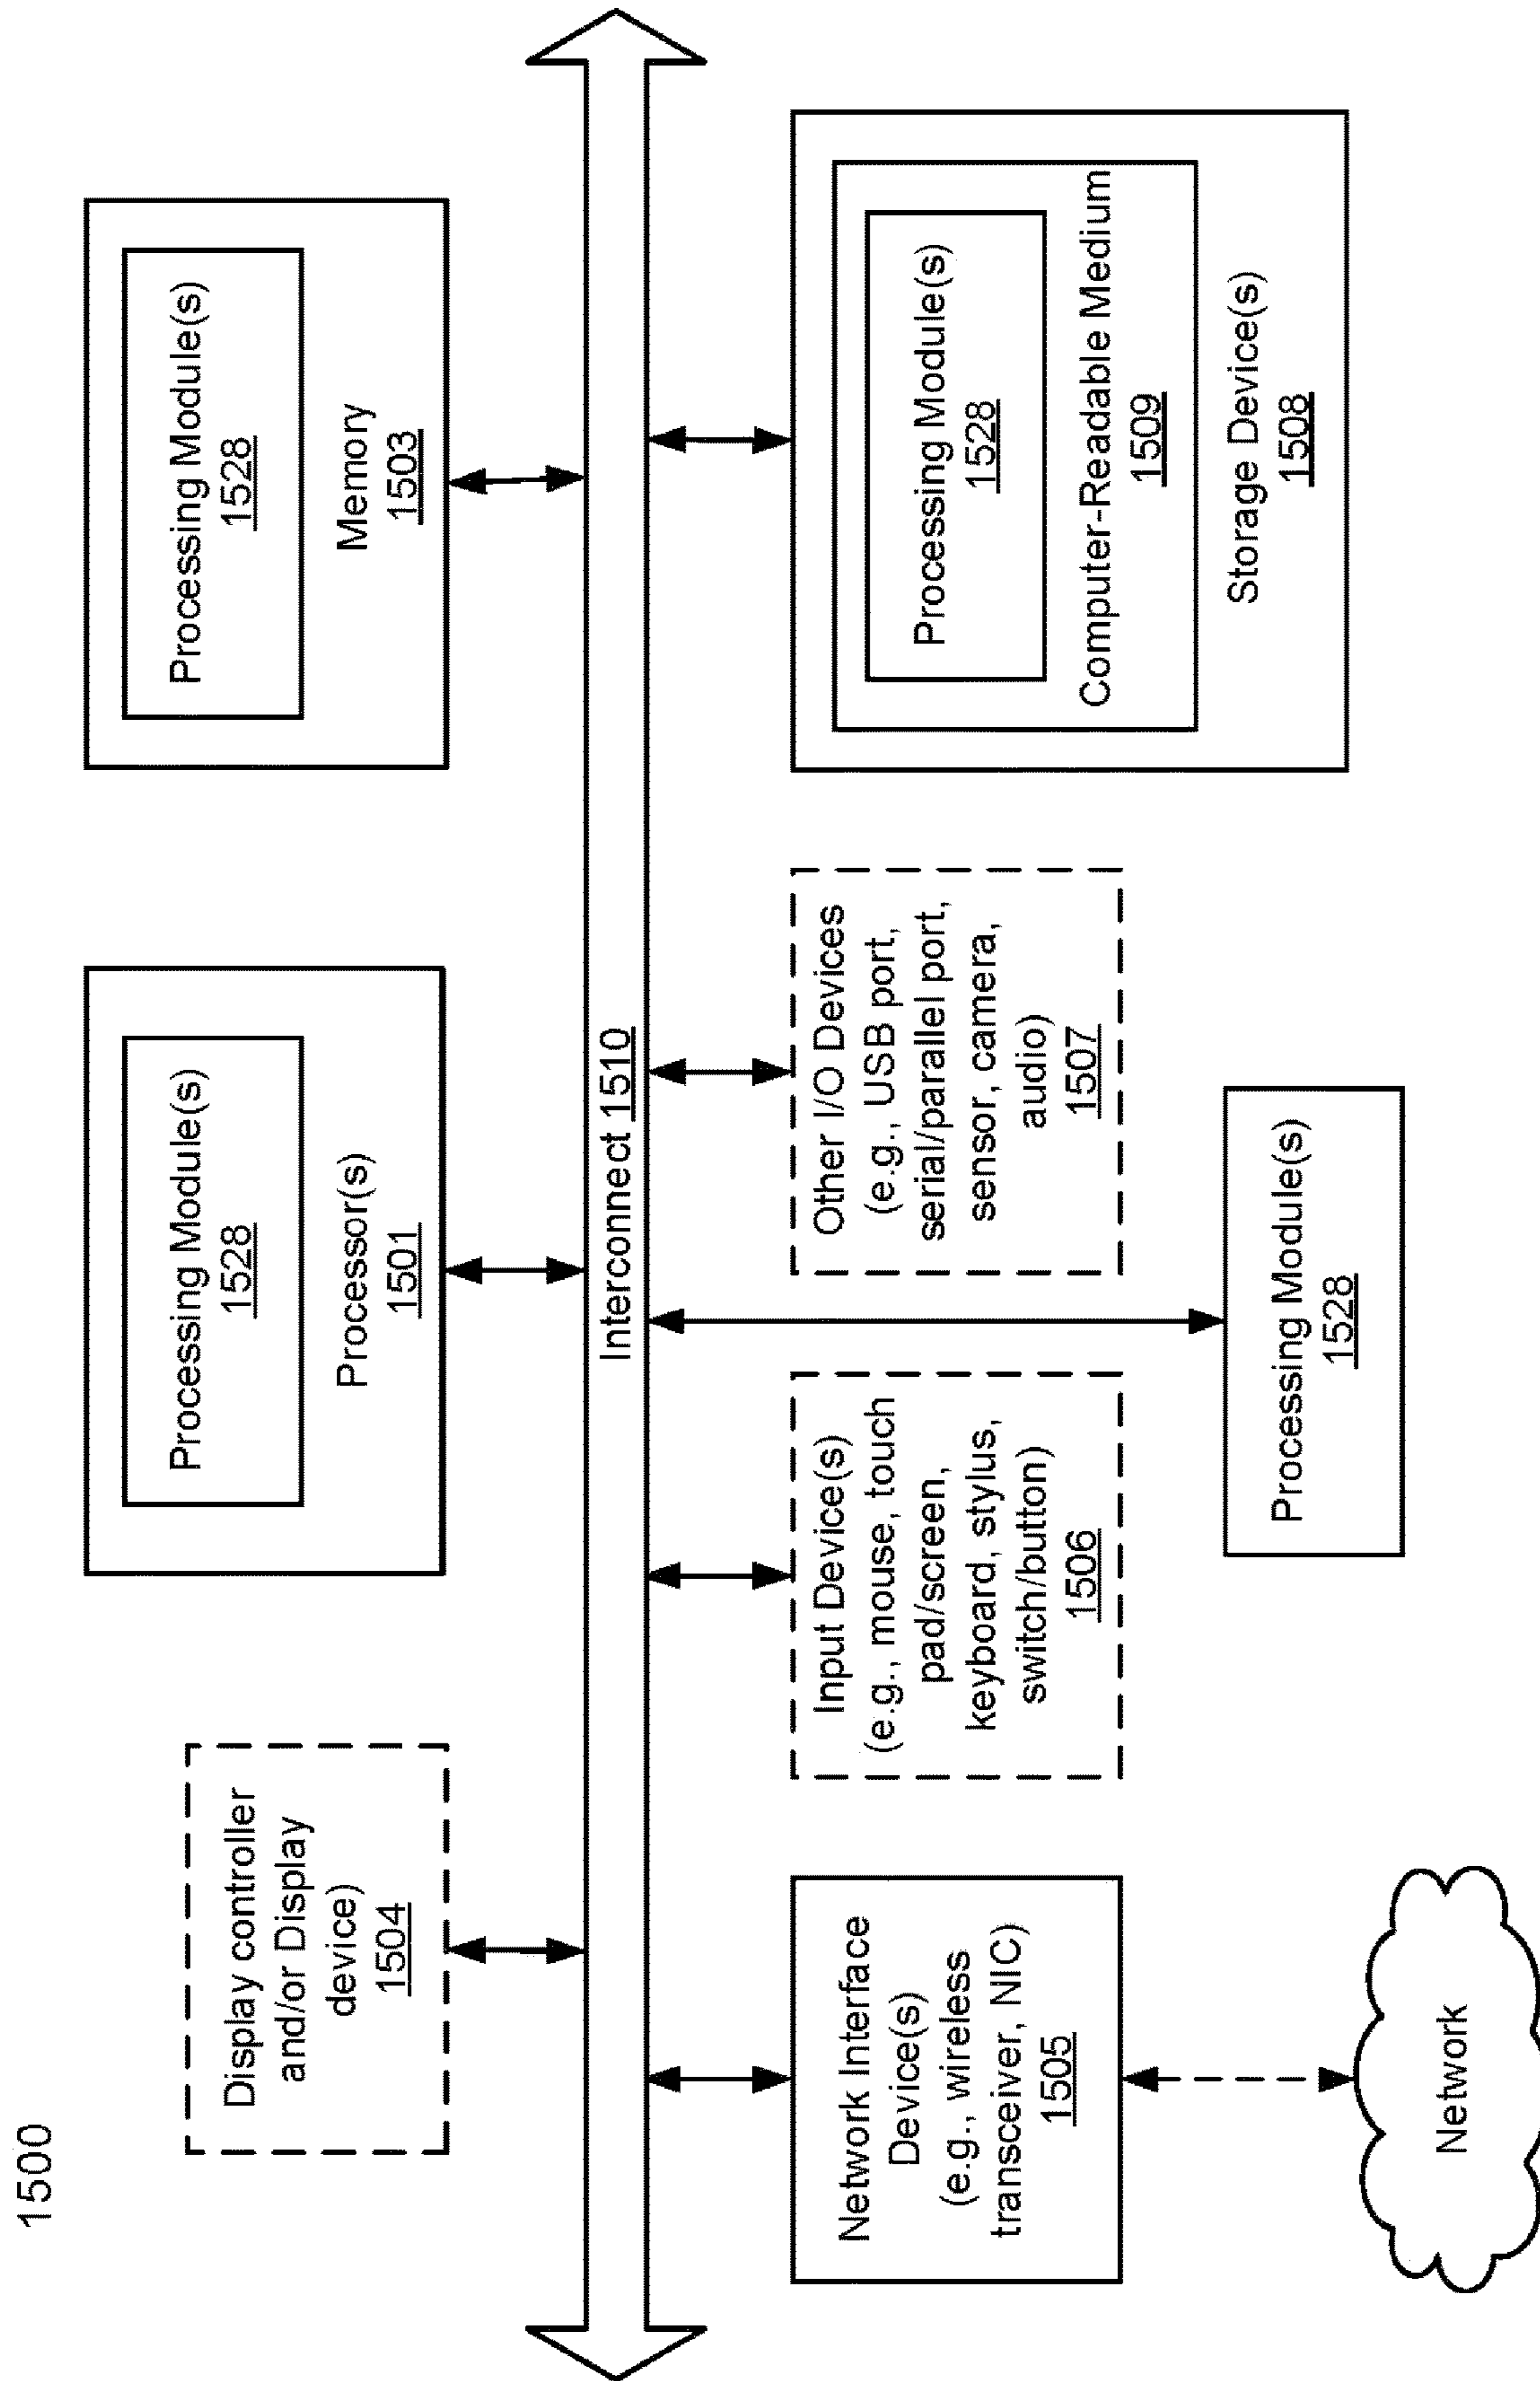 1500
Display controller
and/or Display
device)
1504
Processing Module(s)
1528
Processor(s)
1501
Processing Module(s)
1528
Memory
1503
Interconnect 1510
Network Interface
Device(s)
(e.g., wireless
transceiver, NIC)
1505
Input Device(s)
(e.g., mouse, touch
pad/screen,
keyboard, stylus,
switch/button)
1506
Other I/O Devices
(e.g., USB port,
serial/parallel port,
sensor, camera,
audio)
1507
Processing Module(s)
1528
Computer-Readable Medium
1509
Storage Device(s)
1508
Processing Module(s)
1528
Network